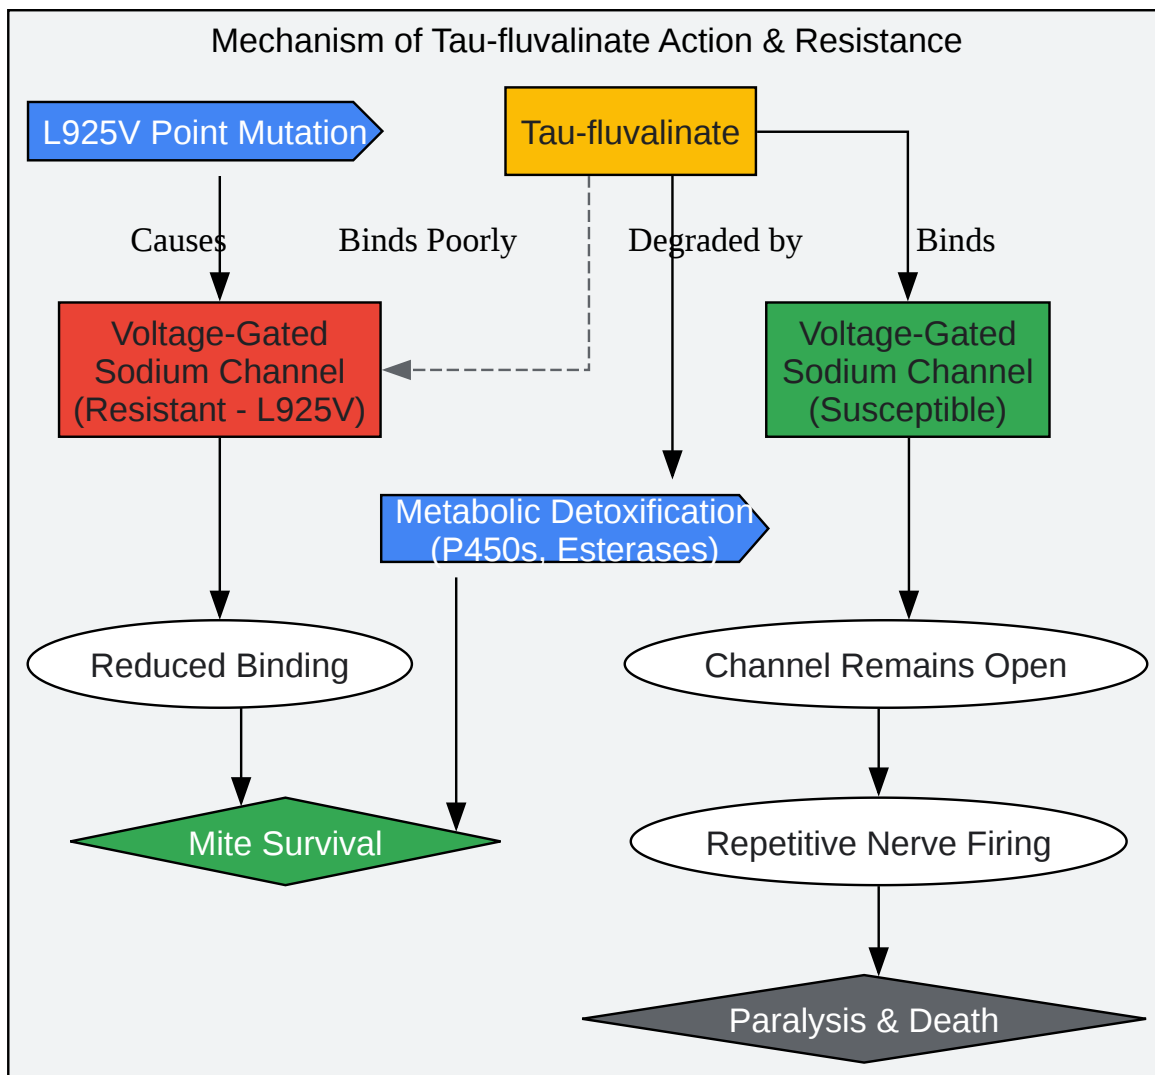 Mechanism of Tau-fluvalinate Action & Resistance
L925V Point Mutation
Tau-fluvalinate
Causes
Binds Poorly
Degraded by
Binds
Voltage-Gated
Sodium Channel
(Resistant - L925V)
Voltage-Gated
Sodium Channel
(Susceptible)
Metabolic Detoxification
(P450s, Esterases)
Reduced Binding
Channel Remains Open
Mite Survival
Repetitive Nerve Firing
Paralysis & Death